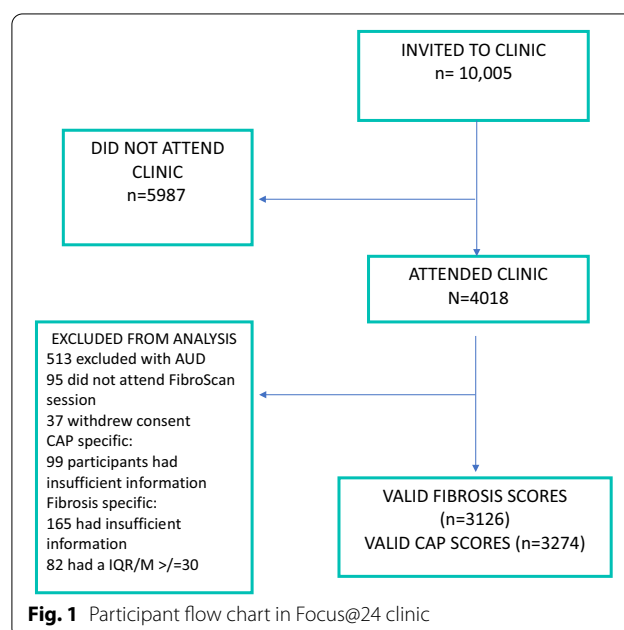 INVITED TO CLINIC
n= 10,005
DID NOT ATTEND
CLINIC
n=5987
ATTENDED CLINIC
N=4018
EXCLUDED FROM ANALYSIS
513 excluded with AUD
95 did not attend FibroScan
session
37 withdrew consent
CAP specific:
99 participants had
insufficient information
Fibrosis specific:
165 had insufficient
information
82 had a IQR/M >/=30
VALID FIBROSIS SCORES
(n=3126)
VALID CAP SCORES (n=3274)
Fig. 1 Participant flow chart in Focus@24 clinic